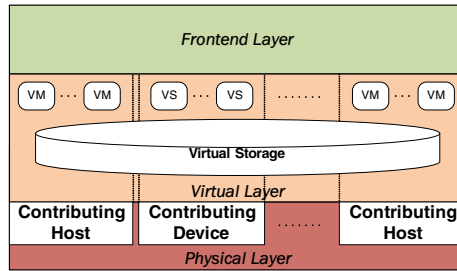 Frontend Layer
VM ... VM VS ... VS ....... VM ... VM
Virtual Storage
Virtual Layer
Contributing Host Contributing Device ....... Contributing Host
Physical Layer